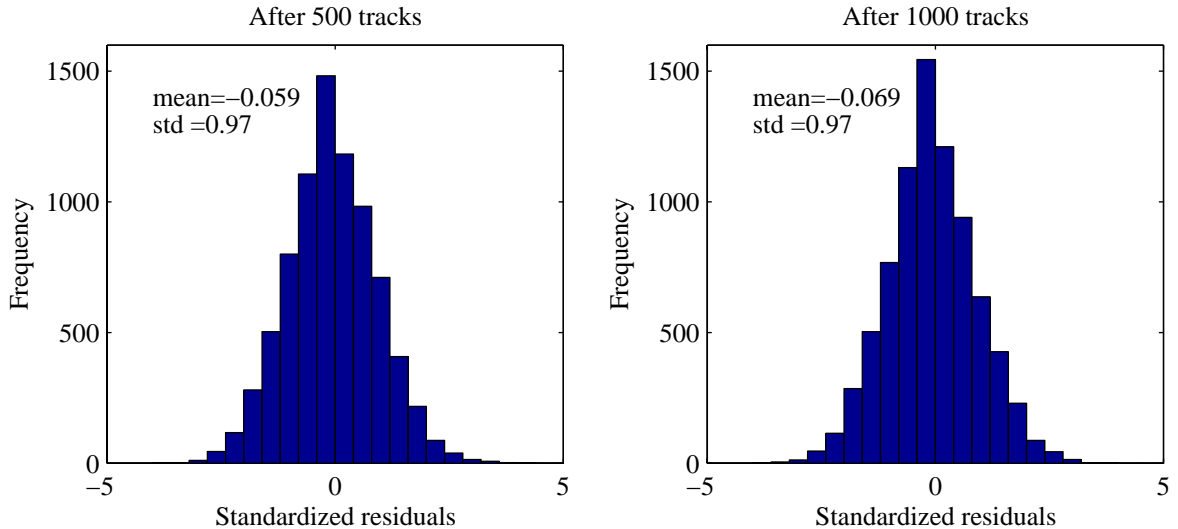 After 500 tracks
1500
1000
500
0
mean=−0.059
std =0.97
Frequency
−5
0
5
Standardized residuals
After 1000 tracks
1500
1000
500
0
mean=−0.069
std =0.97
Frequency
−5
0
5
Standardized residuals